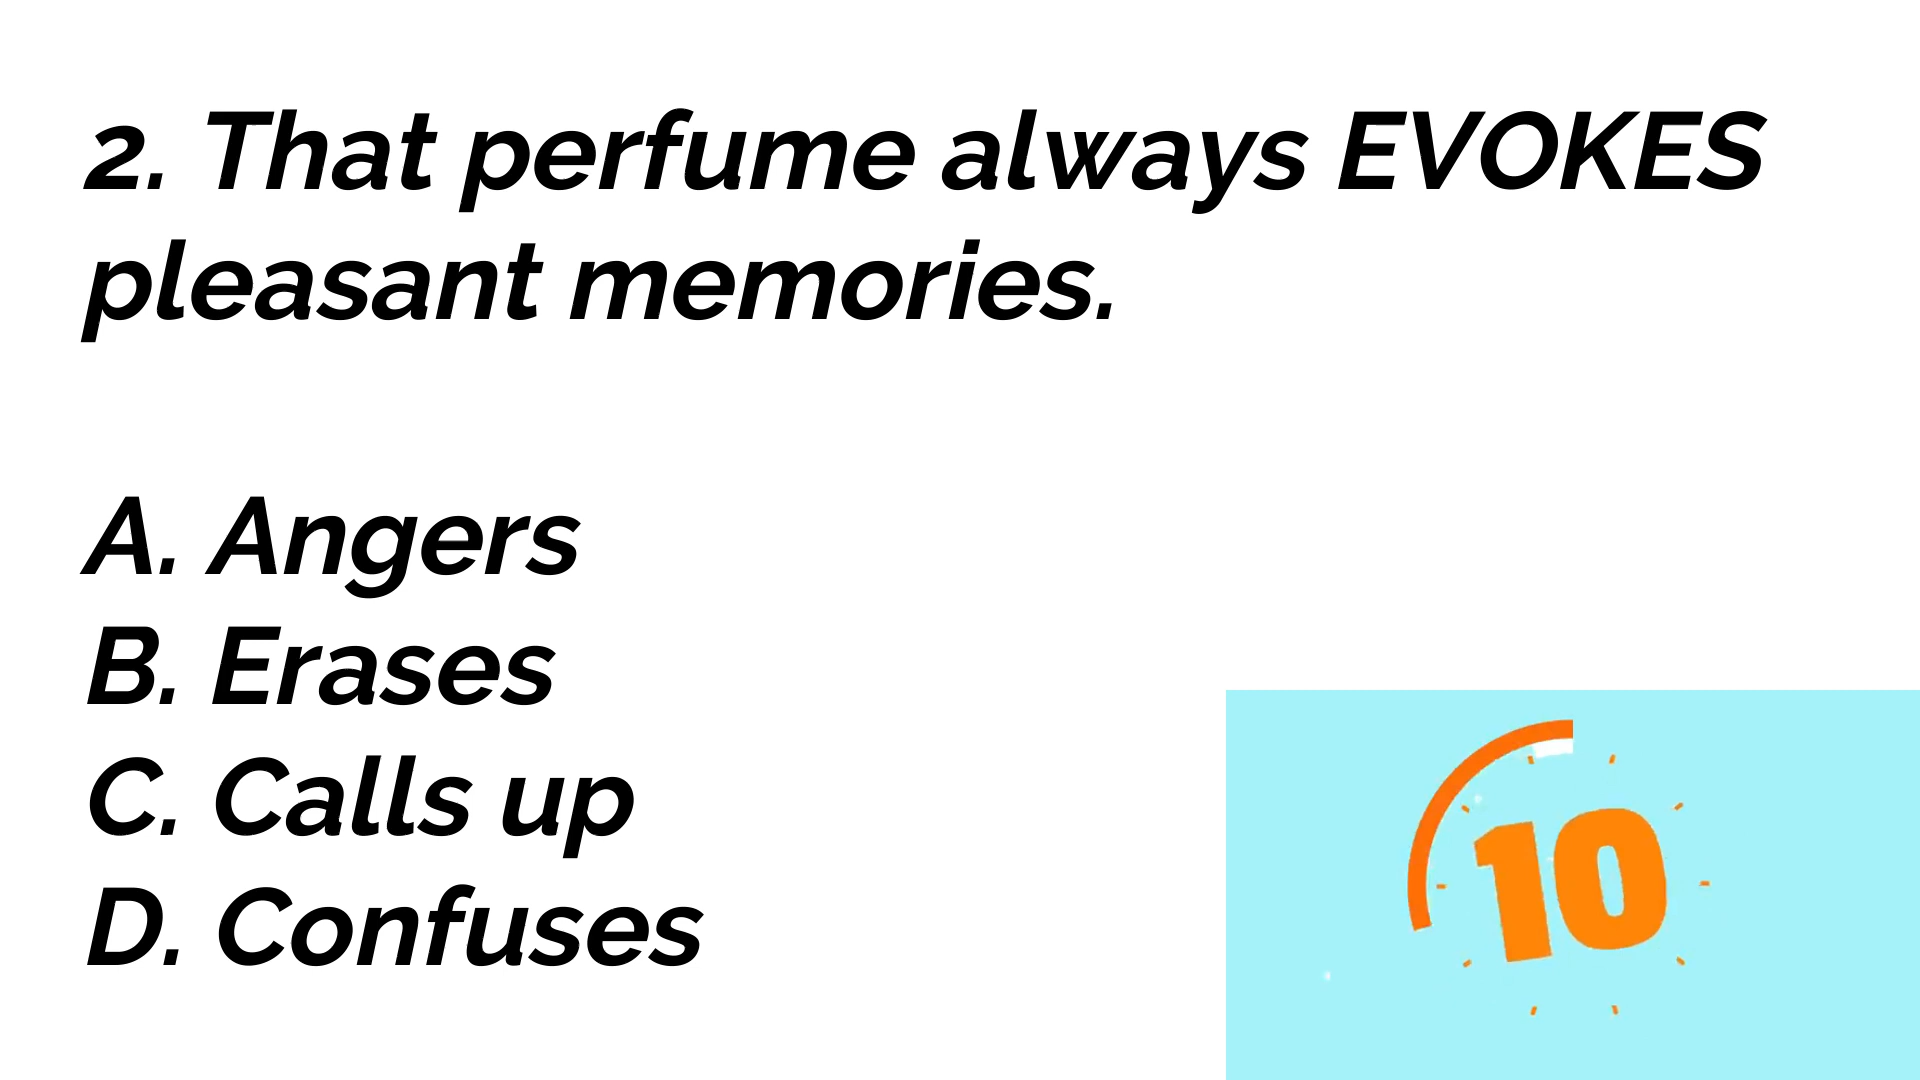 2. That perfume always EVOKES
pleasant memories.
A. Angers
B. Erases
C. Calls up
D. Confuses
10